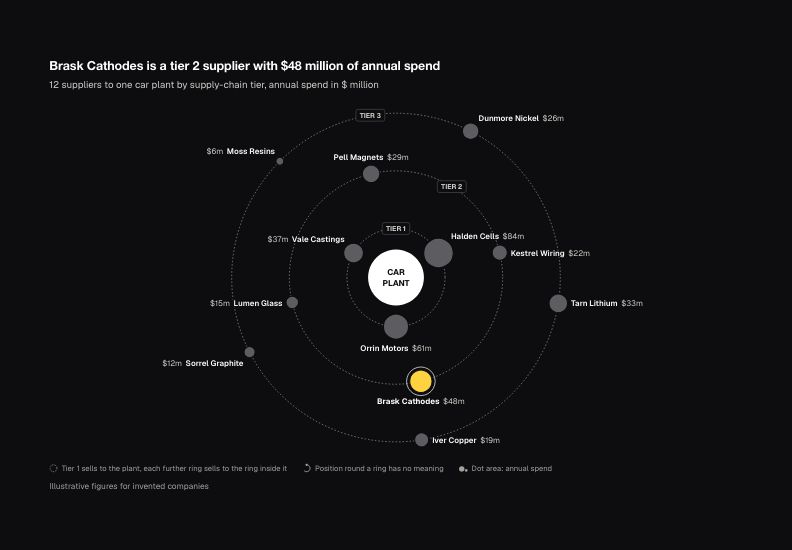 Brask Cathodes is a tier 2 supplier with $48 million of annual spend
12 suppliers to one car plant by supply-chain tier, annual spend in $ million
TIER 3
Dunmore Nickel $26m
$6m Moss Resins
Pell Magnets $29m
TIER 2
TIER 1
$37m Vale Castings
Halden Cells $84m
Kestrel Wiring $22m
CAR
PLANT
$15m Lumen Glass
Tarn Lithium $33m
Orrin Motors $61m
$12m Sorrel Graphite
Brask Cathodes $48m
Iver Copper $19m
Tier 1 sells to the plant, each further ring sells to the ring inside it
Position round a ring has no meaning
Dot area: annual spend
Illustrative figures for invented companies